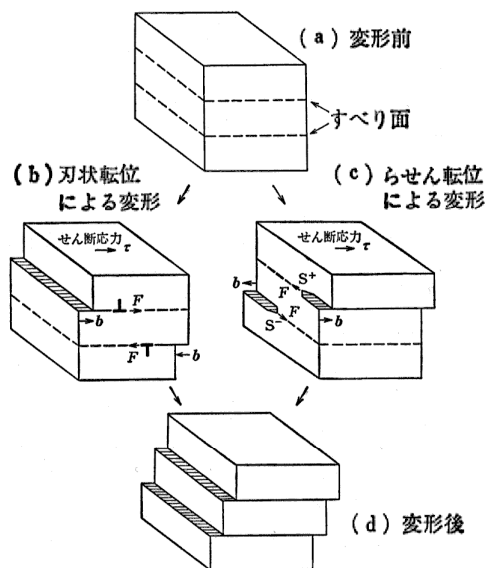 (a) 変形前
すべり面
(b) 刃状転位
による変形
(c) らせん転位
による変形
せん断応力
τ
b
F
F
b
せん断応力
τ
b
S⁺
F
F
S⁻
b
(d) 変形後